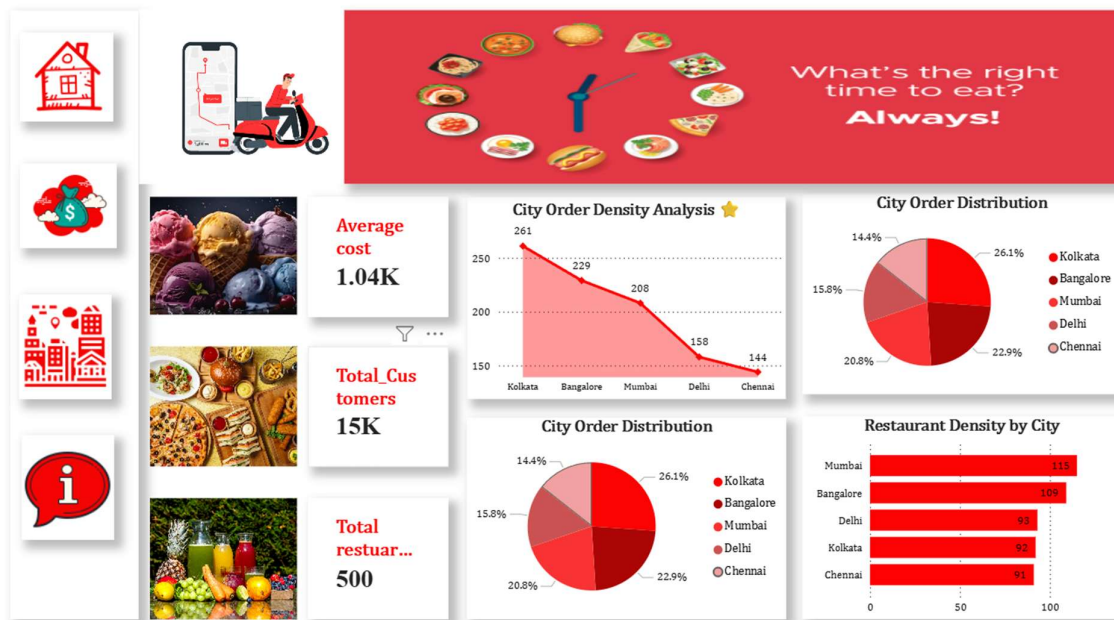 What's the right
time to eat?
Always!
Average
cost
1.04K
Total_Cus
tomers
15K
Total
restuar...
500
City Order Density Analysis
261
250
229
208
200
158
150
144
Kolkata
Bangalore
Mumbai
Delhi
Chennai
City Order Distribution
14.4%
26.1%
15.8%
20.8%
22.9%
Kolkata
Bangalore
Mumbai
Delhi
Chennai
City Order Distribution
14.4%
26.1%
15.8%
20.8%
22.9%
Kolkata
Bangalore
Mumbai
Delhi
Chennai
Restaurant Density by City
Mumbai 115
Bangalore 109
Delhi 93
Kolkata 92
Chennai 91
0 50 100